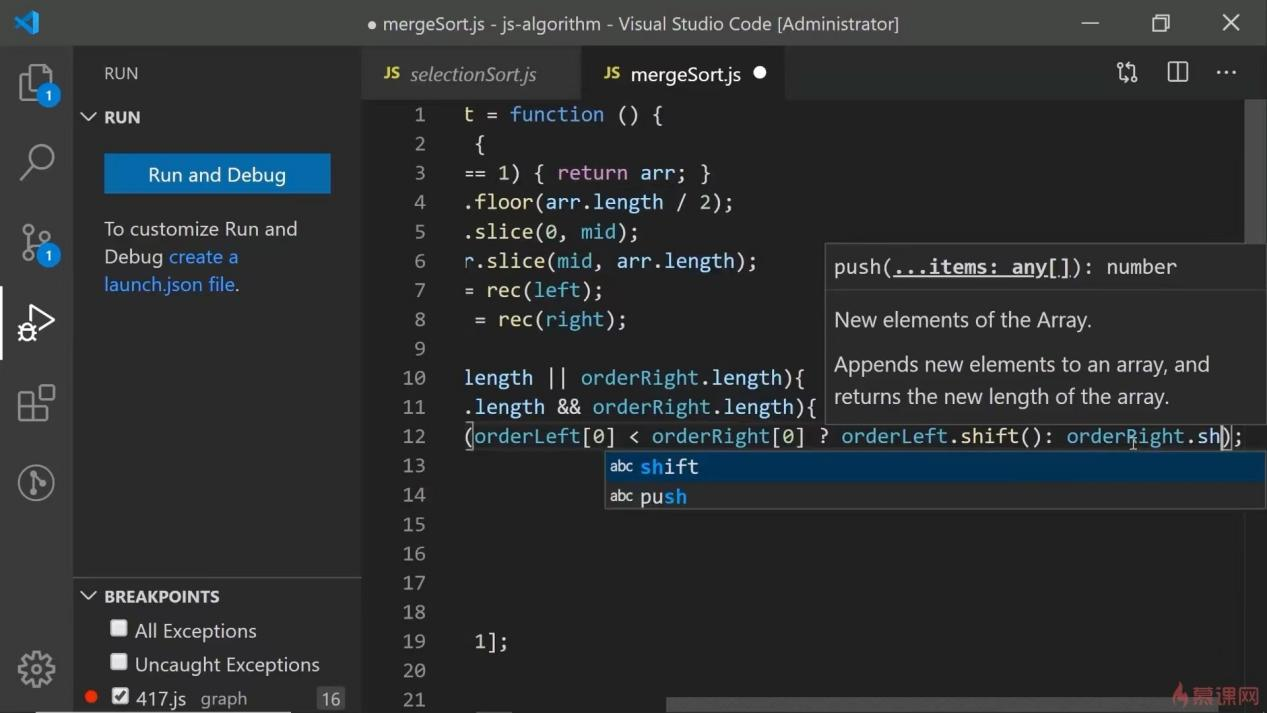 ● mergeSort.js - js-algorithm - Visual Studio Code [Administrator]
RUN
JS selectionSort.js
JS mergeSort.js ●
1
RUN
Run and Debug
To customize Run and
Debug create a
launch.json file.
1
1 t = function () {
2 {
3 == 1) { return arr; }
4 .floor(arr.length / 2);
5 .slice(0, mid);
6 r.slice(mid, arr.length);
7 = rec(left);
8 = rec(right);
9
10 length || orderRight.length){
11 .length && orderRight.length){
12 (orderLeft[0] < orderRight[0] ? orderLeft.shift(): orderRight.sh);
13
14
15
16
17
18
19 1];
20
21
push(...items: any[]): number
New elements of the Array.
Appends new elements to an array, and
returns the new length of the array.
abc shift
abc push
BREAKPOINTS
All Exceptions
Uncaught Exceptions
417.js graph 16
慕课网